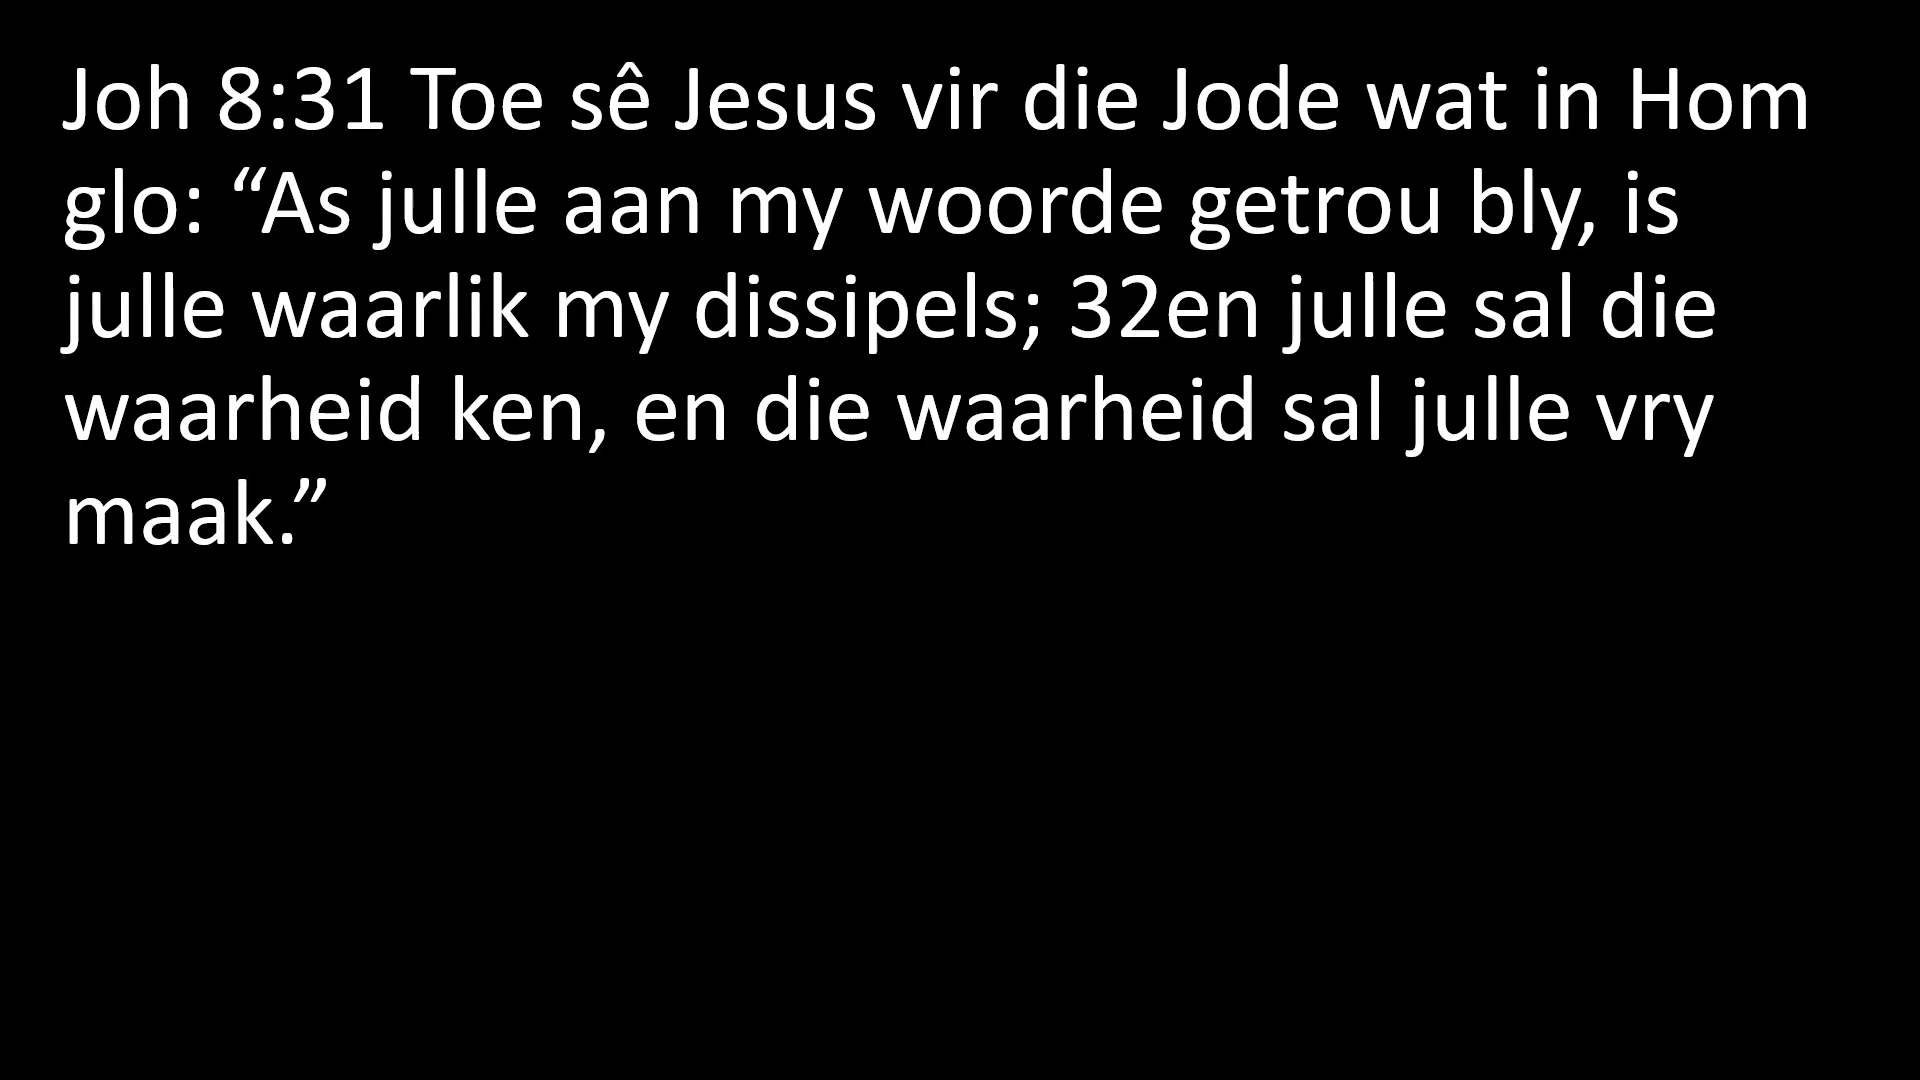 Joh 8:31 Toe sê Jesus vir die Jode wat in Hom
glo: “As julle aan my woorde getrou bly, is
julle waarlik my dissipels; 32en julle sal die
waarheid ken, en die waarheid sal julle vry
maak.”